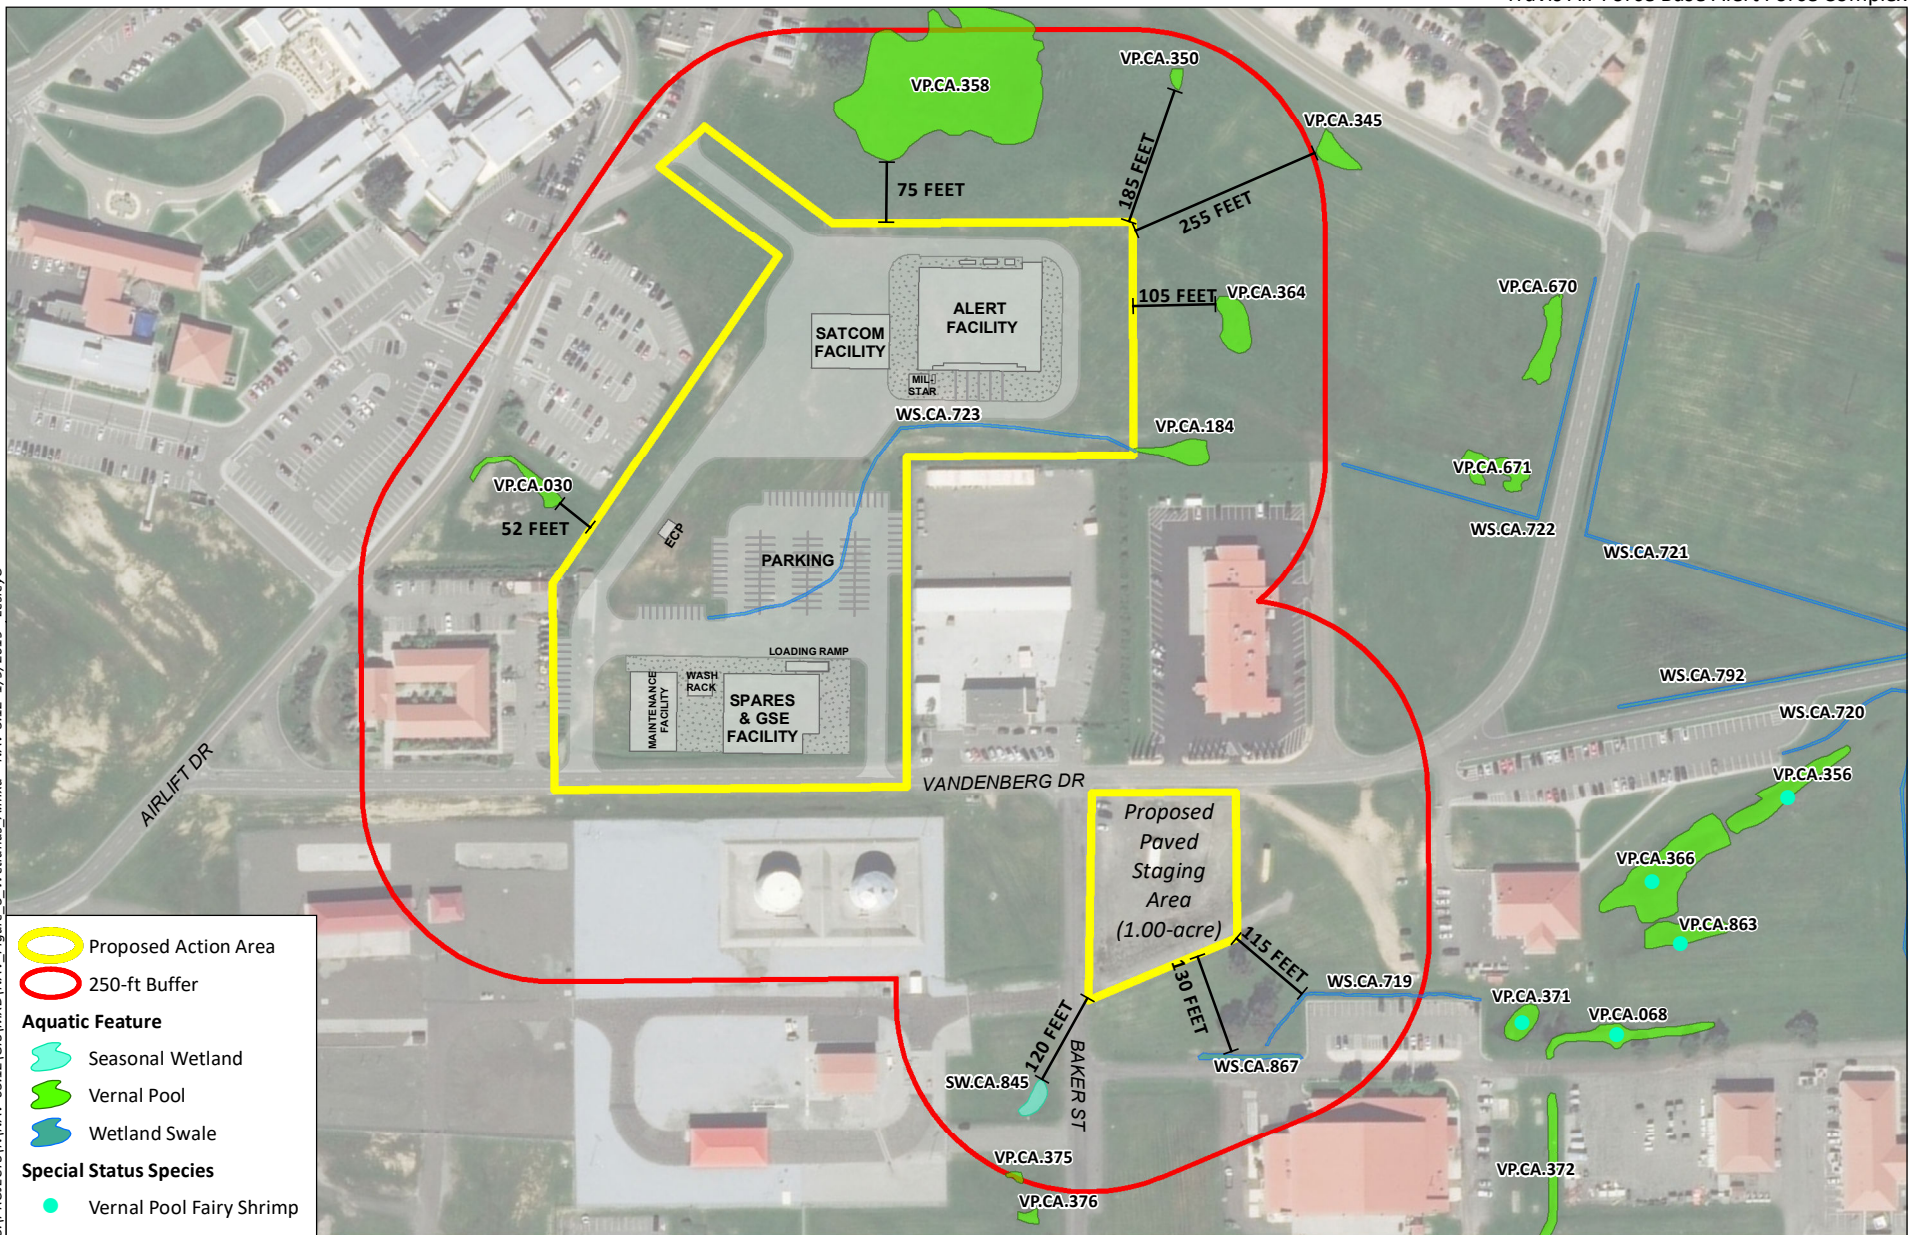 Travis Air Force Base Alert Force Complex
VP.CA.358
VP.CA.350
VP.CA.345
75 FEET
185 FEET
255 FEET
105 FEET
VP.CA.364
VP.CA.670
ALERT
FACILITY
SATCOM
FACILITY
MIL-
STAR
WS.CA.723
VP.CA.184
VP.CA.030
52 FEET
VP.CA.671
WS.CA.722
WS.CA.721
ECP
PARKING
LOADING RAMP
WASH
RACK
MAINTENANCE
FACILITY
SPARES
& GSE
FACILITY
WS.CA.792
WS.CA.720
AIRLIFT DR
VANDENBERG DR
VP.CA.356
Proposed
Paved
Staging
Area
(1.00-acre)
VP.CA.366
VP.CA.863
115 FEET
130 FEET
120 FEET
WS.CA.719
VP.CA.371
VP.CA.068
WS.CA.867
SW.CA.845
BAKER ST
VP.CA.375
VP.CA.376
VP.CA.372
Proposed Action Area
250-ft Buffer
Aquatic Feature
Seasonal Wetland
Vernal Pool
Wetland Swale
Special Status Species
Vernal Pool Fairy Shrimp